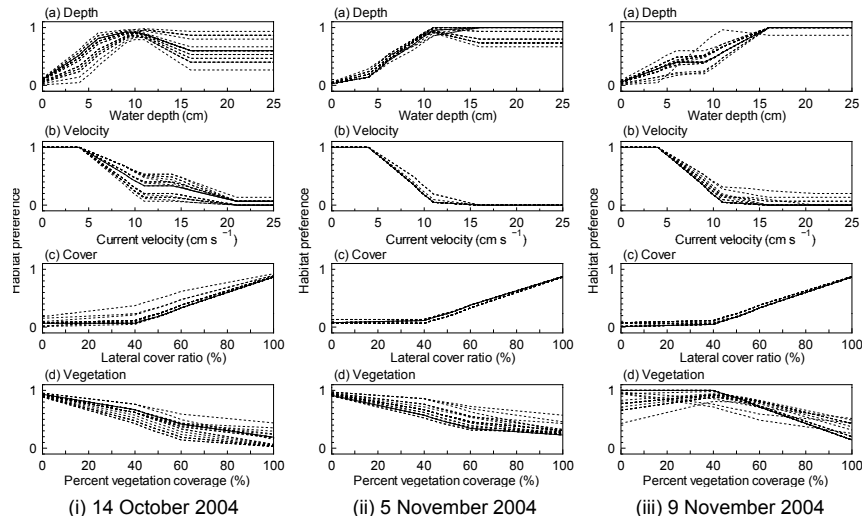 (a) Depth
1
0
0 5 10 15 20 25
Water depth (cm)
(b) Velocity
1
0
0 5 10 15 20 25
Current velocity (cm s −1)
(c) Cover
1
0
0 20 40 60 80 100
Lateral cover ratio (%)
(d) Vegetation
1
0
0 20 40 60 80 100
Percent vegetation coverage (%)
Habitat preference
(i) 14 October 2004
(a) Depth
1
0
0 5 10 15 20 25
Water depth (cm)
(b) Velocity
1
0
0 5 10 15 20 25
Current velocity (cm s −1)
(c) Cover
1
0
0 20 40 60 80 100
Lateral cover ratio (%)
(d) Vegetation
1
0
0 20 40 60 80 100
Percent vegetation coverage (%)
Habitat preference
(ii) 5 November 2004
(a) Depth
1
0
0 5 10 15 20 25
Water depth (cm)
(b) Velocity
1
0
0 5 10 15 20 25
Current velocity (cm s −1)
(c) Cover
1
0
0 20 40 60 80 100
Lateral cover ratio (%)
(d) Vegetation
1
0
0 20 40 60 80 100
Percent vegetation coverage (%)
Habitat preference
(iii) 9 November 2004